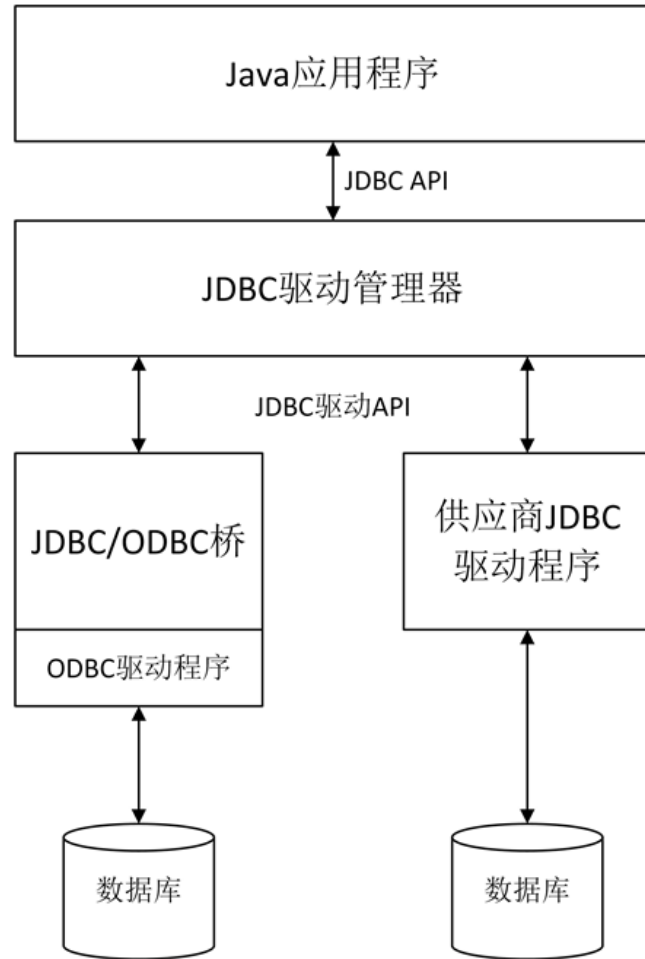 Java应用程序
JDBC API
JDBC驱动管理器
JDBC驱动API
JDBC/ODBC桥
ODBC驱动程序
供应商JDBC
驱动程序
数据库
数据库